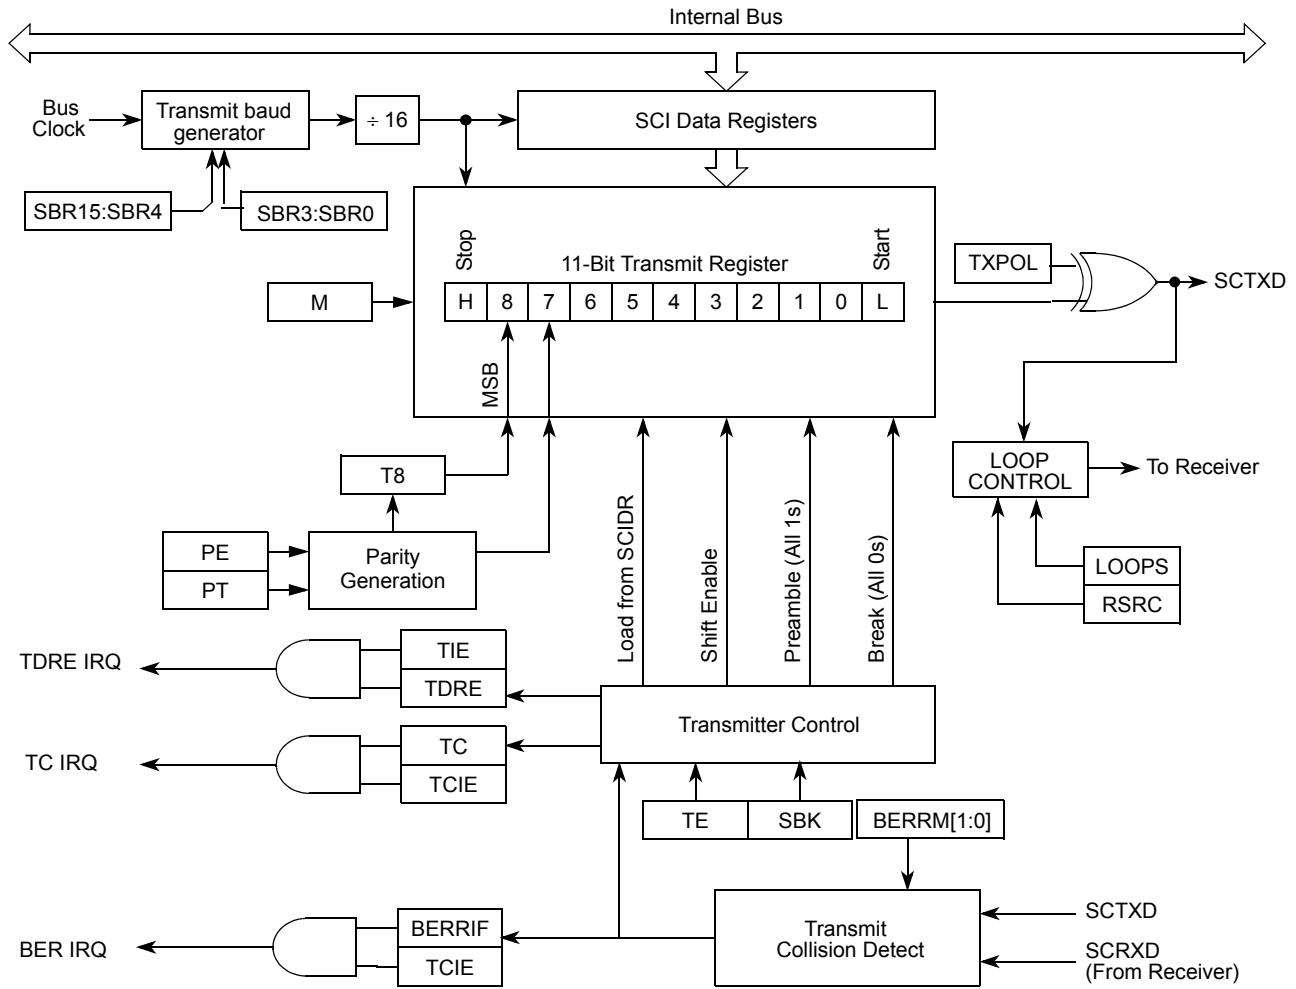 Internal Bus
Bus
Clock
Transmit baud
generator
÷ 16
SCI Data Registers
SBR15:SBR4
SBR3:SBR0
Stop
11-Bit Transmit Register
Start
M
H 8 7 6 5 4 3 2 1 0 L
TXPOL
SCTXD
MSB
T8
LOOP
CONTROL
To Receiver
PE
PT
Parity
Generation
Load from SCIDR
Shift Enable
Preamble (All 1s)
Break (All 0s)
LOOPS
RSRC
TDRE IRQ
TIE
TDRE
Transmitter Control
TC IRQ
TC
TCIE
TE
SBK
BERRM[1:0]
BER IRQ
BERRIF
TCIE
Transmit
Collision Detect
SCTXD
SCRXD
(From Receiver)